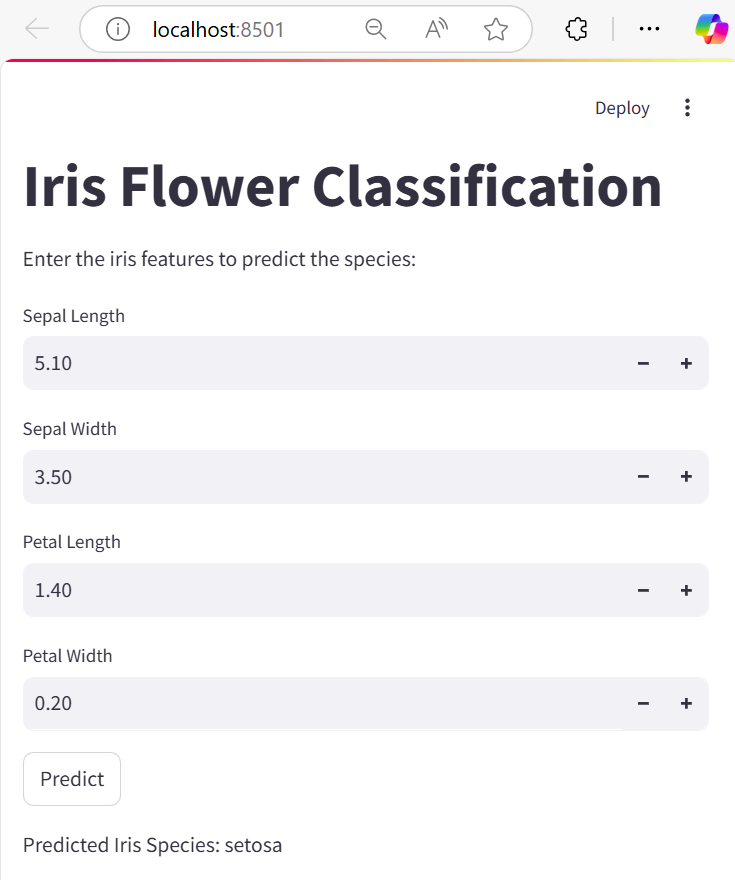 localhost:8501
Deploy
Iris Flower Classification
Enter the iris features to predict the species:
Sepal Length
5.10
Sepal Width
3.50
Petal Length
1.40
Petal Width
0.20
Predict
Predicted Iris Species: setosa